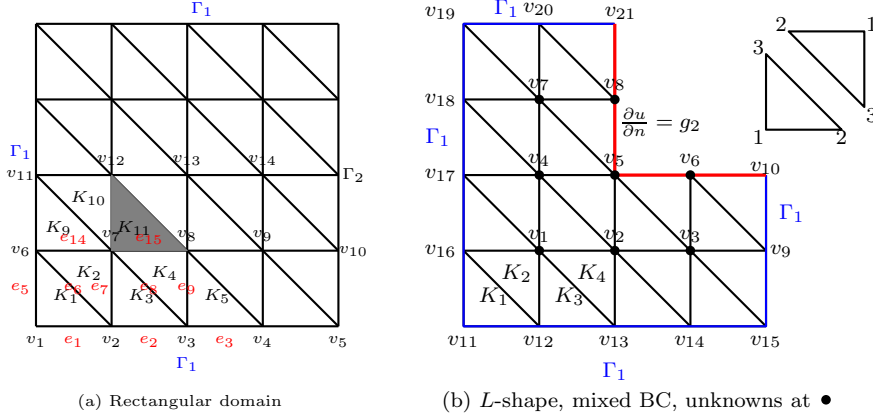 Γ₁
v₁₁ v₁₂ v₁₃ v₁₄ Γ₂
Γ₁
K₁₀
K₉ e₁₄ v₇ K₁₁ e₁₅ v₈ v₉
v₆ v₁₀
K₂ K₄
e₅ K₁ e₆ e₇ K₃ e₈ e₉ K₅
v₁ e₁ v₂ e₂ v₃ e₃ v₄ v₅
Γ₁
(a) Rectangular domain
v₁₉ Γ₁ v₂₀ v₂₁
v₁₈ v₇ v₈
Γ₁ ∂u/∂n = g₂
v₁₇ v₄ v₅ v₆ v₁₀
Γ₁
v₁₆ v₁ v₂ v₃ v₉
K₂ K₄
K₁ K₃
v₁₁ v₁₂ v₁₃ v₁₄ v₁₅
Γ₁
(b) L-shape, mixed BC, unknowns at •
2 1
3
3
1 2